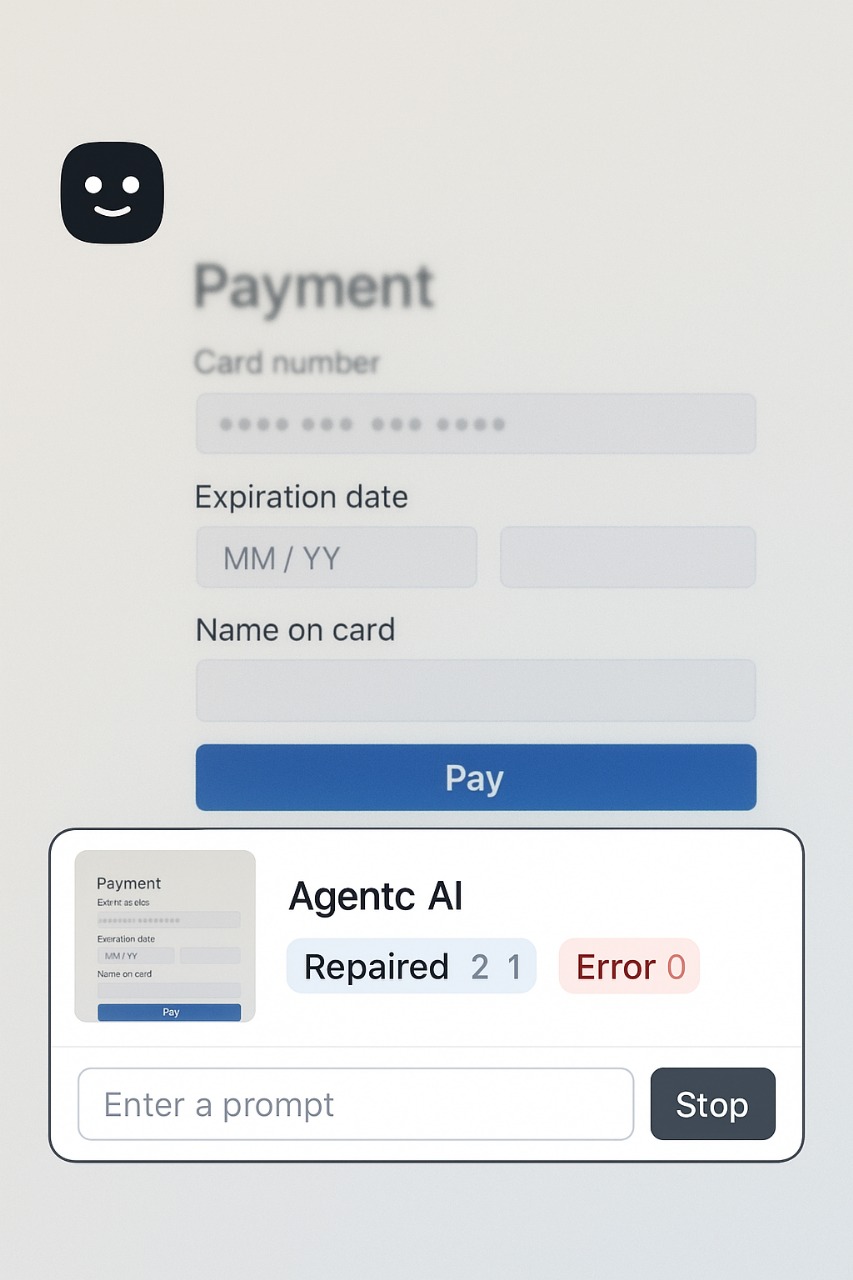 Payment
Card number
Expiration date
MM / YY
Name on card
Pay
Payment
Extrnt as elos
Exeiration date
MM / YY
Name on card
Pay
Agentc AI
Repaired 2 1
Error 0
Enter a prompt
Stop